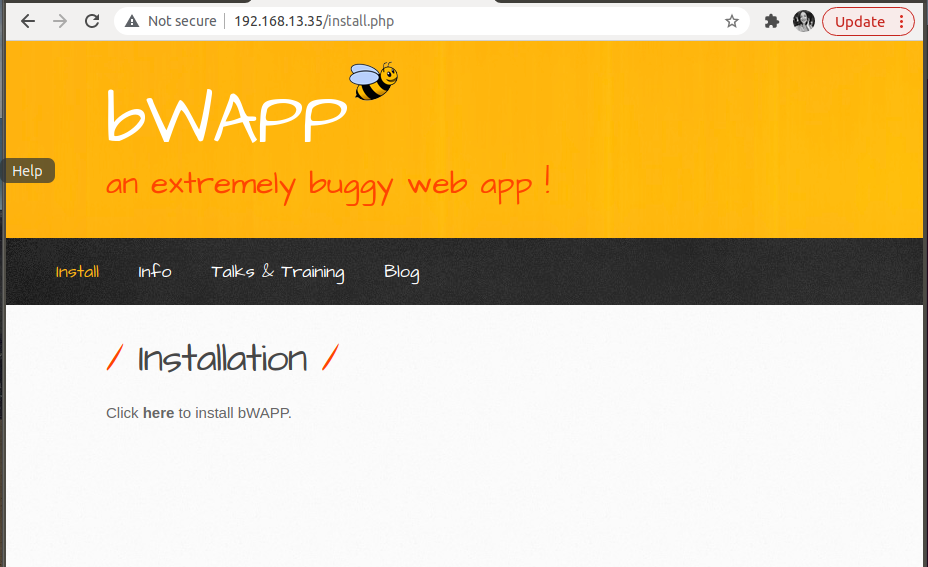 Not secure 192.168.13.35/install.php Update
bWAPP
Help
an extremely buggy web app !
Install Info Talks & Training Blog
/ Installation /
Click here to install bWAPP.